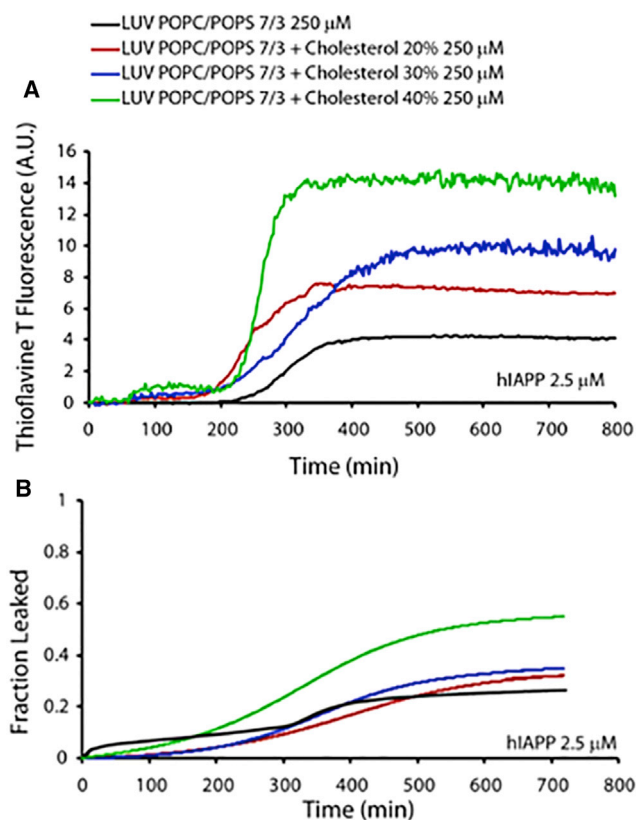 LUV POPC/POPS 7/3 250 μM
LUV POPC/POPS 7/3 + Cholesterol 20% 250 μM
LUV POPC/POPS 7/3 + Cholesterol 30% 250 μM
LUV POPC/POPS 7/3 + Cholesterol 40% 250 μM
A
Thioflavine T Fluorescence (A.U.)
16
14
12
10
8
6
4
2
0
hIAPP 2.5 μM
0 100 200 300 400 500 600 700 800
Time (min)
B
Fraction Leaked
1
0.8
0.6
0.4
0.2
0
hIAPP 2.5 μM
0 100 200 300 400 500 600 700 800
Time (min)